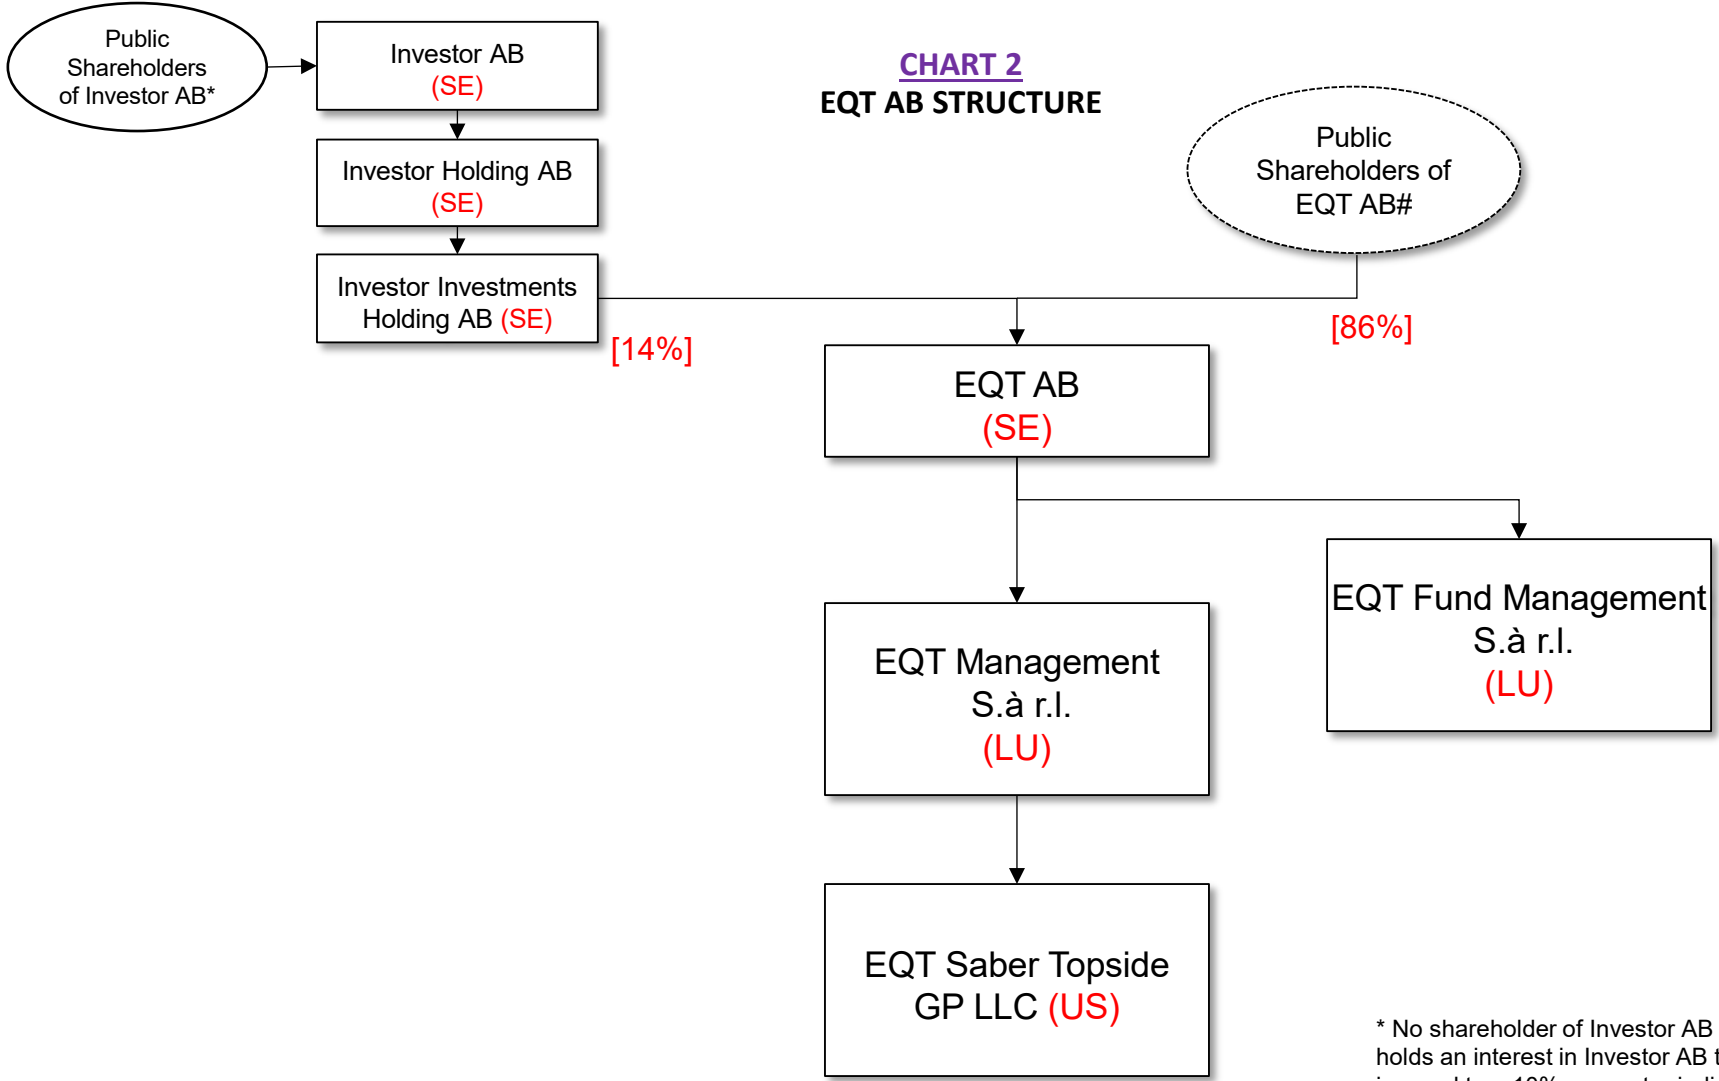 Public
Shareholders
of Investor AB*
Investor AB
(SE)
CHART 2
EQT AB STRUCTURE
Investor Holding AB
(SE)
Public
Shareholders of
EQT AB#
Investor Investments
Holding AB (SE)
[14%]
[86%]
EQT AB
(SE)
EQT Fund Management
S.à r.l.
(LU)
EQT Management
S.à r.l.
(LU)
EQT Saber Topside
GP LLC (US)
* No shareholder of Investor AB
holds an interest in Investor AB